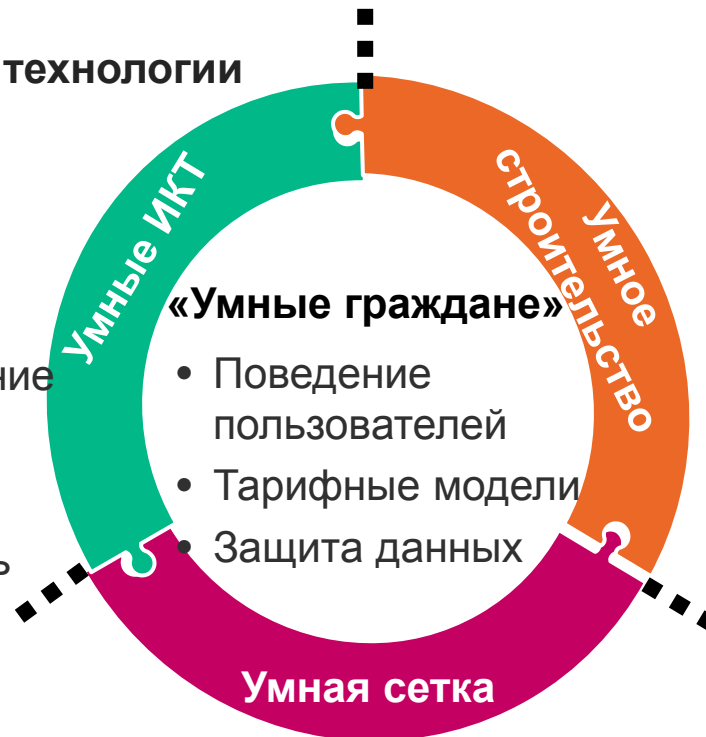 технологии
Умные ИКТ
Умное
строительство
«Умные граждане»
• Поведение
пользователей
• Тарифные модели
• Защита данных
Умная сетка